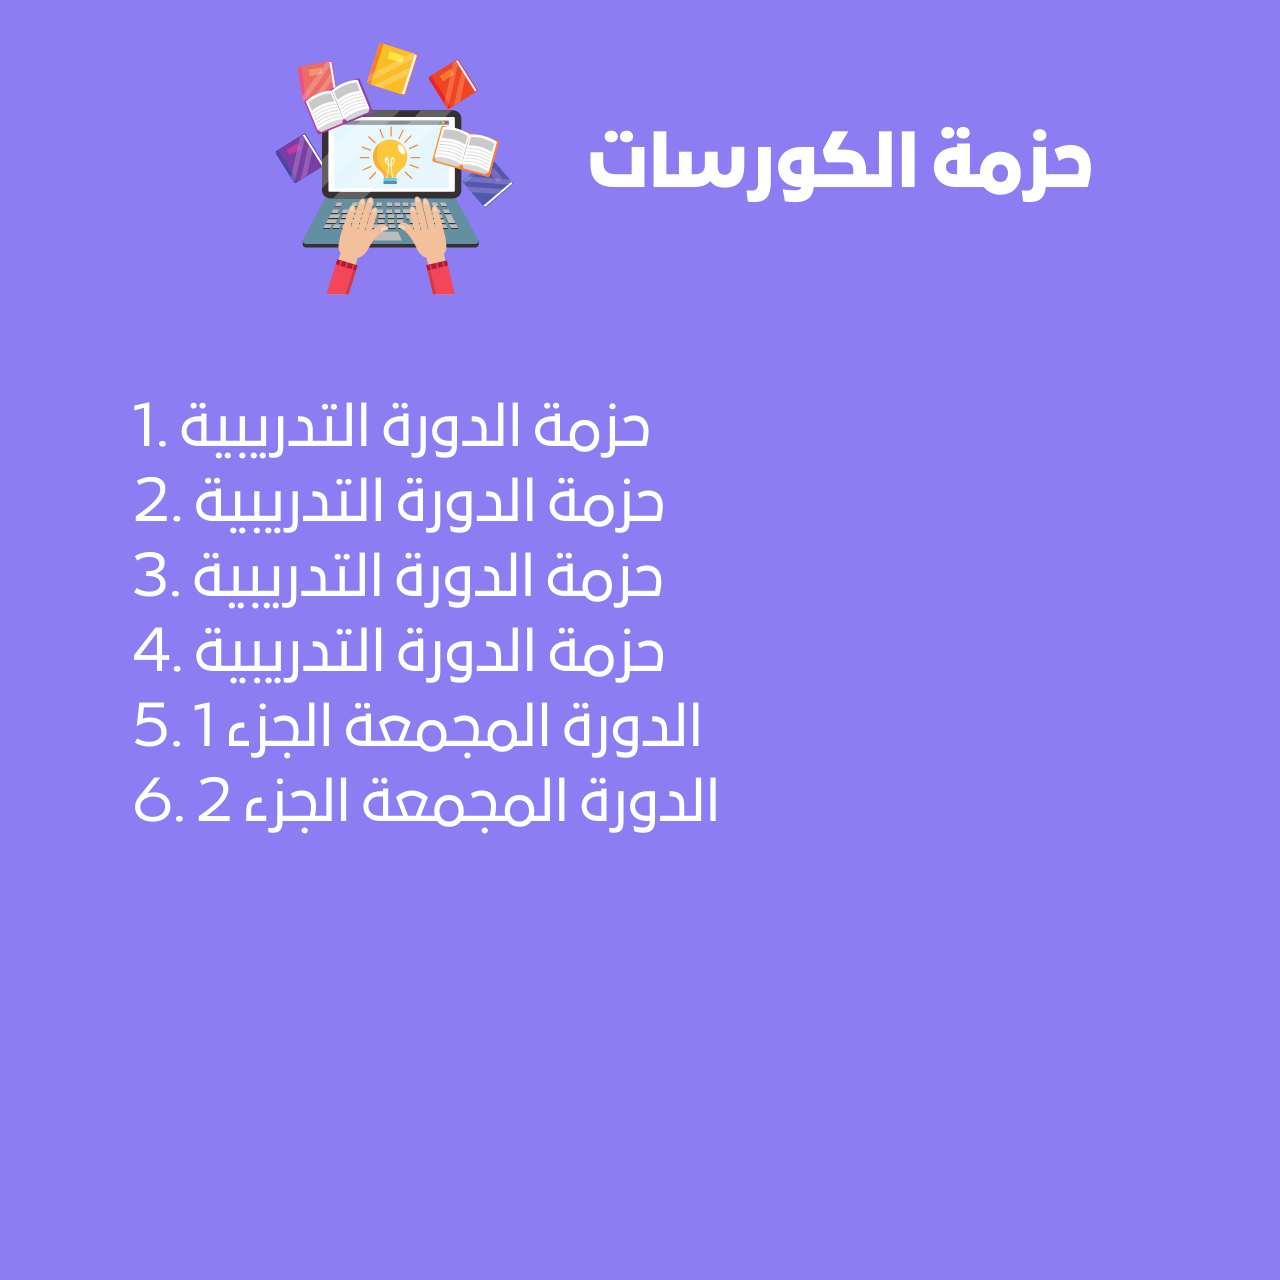 حزمة الكورسات
1. حزمة الدورة التدريبية
2. حزمة الدورة التدريبية
3. حزمة الدورة التدريبية
4. حزمة الدورة التدريبية
5. الدورة المجمعة الجزء 1
6. الدورة المجمعة الجزء 2